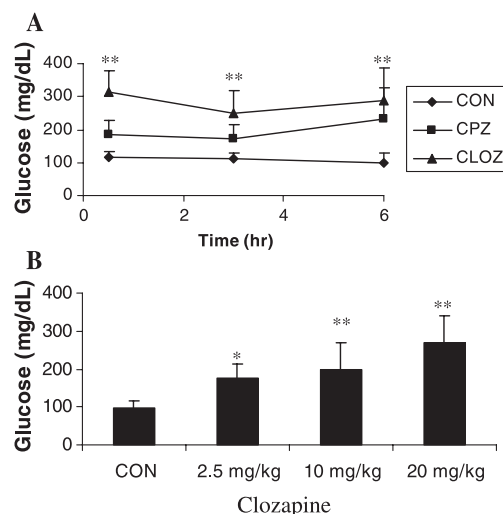 A
Glucose (mg/dL)
400
300
200
100
0
**
**
**
0
2
4
6
Time (hr)
CON
CPZ
CLOZ
B
Glucose (mg/dL)
400
300
200
100
0
*
**
**
CON
2.5 mg/kg
10 mg/kg
20 mg/kg
Clozapine